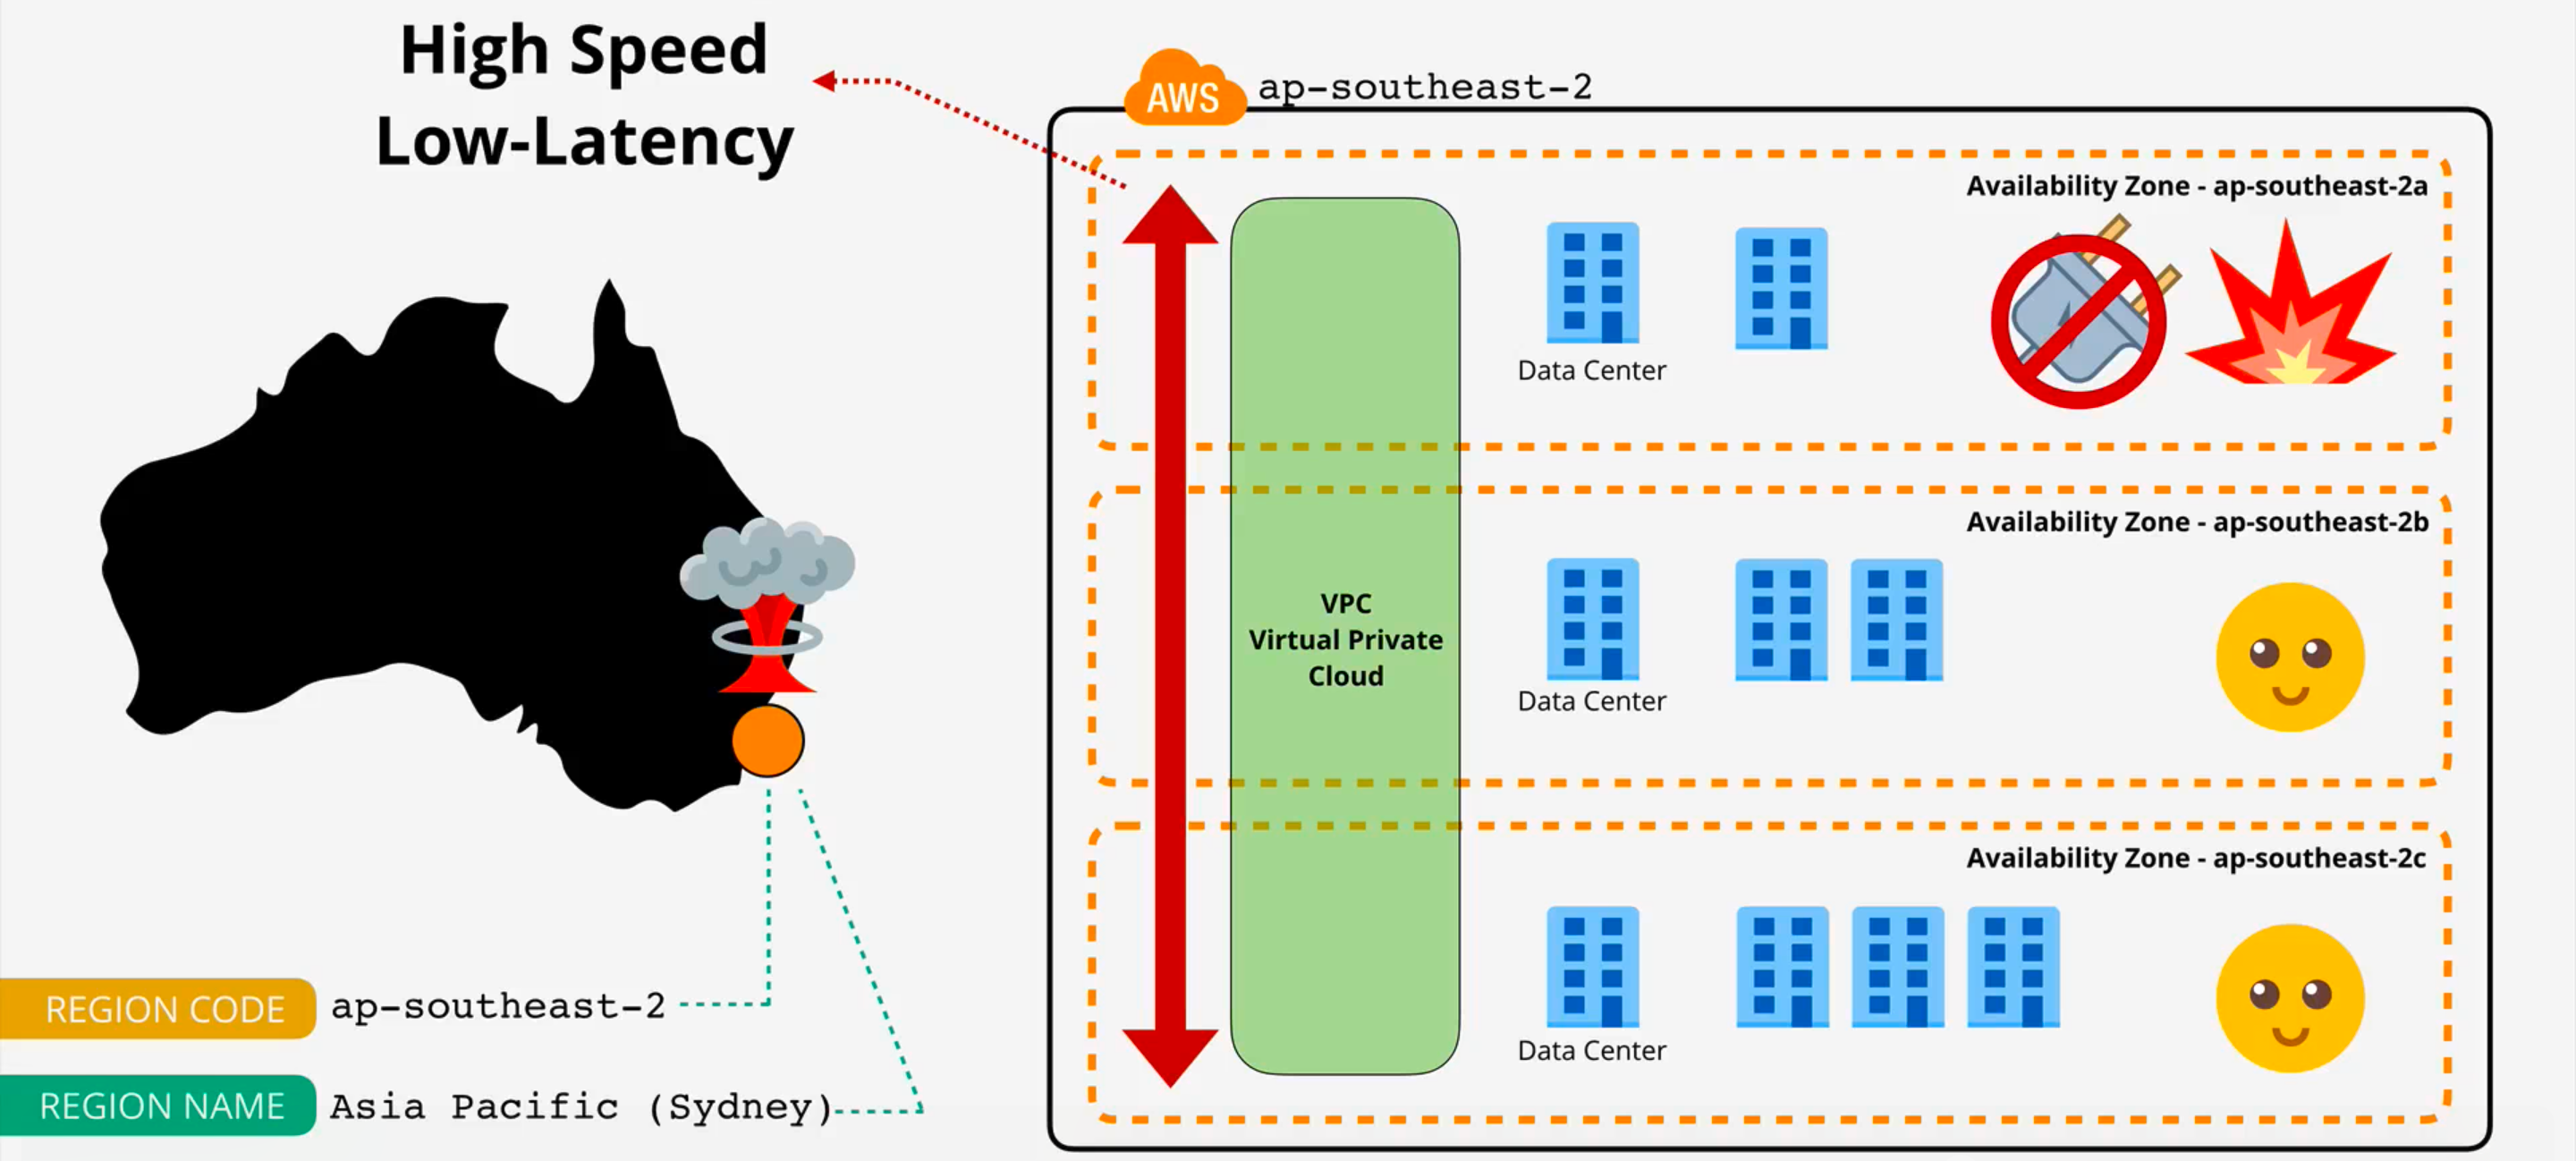 High Speed
Low-Latency
AWS
ap-southeast-2
Availability Zone - ap-southeast-2a
Data Center
Availability Zone - ap-southeast-2b
VPC
Virtual Private
Cloud
Data Center
Availability Zone - ap-southeast-2c
Data Center
REGION CODE ap-southeast-2
REGION NAME Asia Pacific (Sydney)